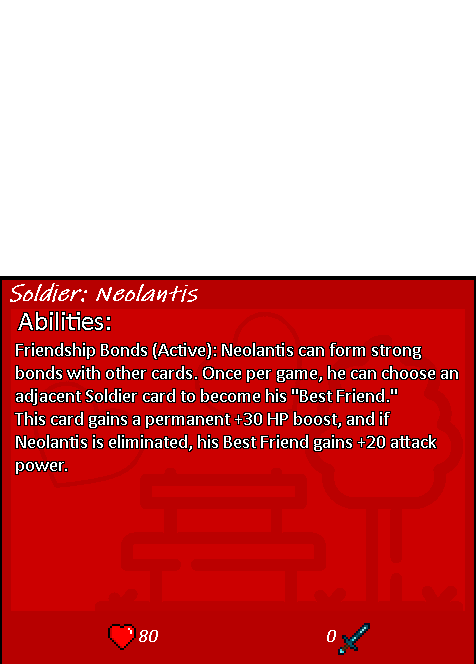 Soldier: Neolantis
Abilities:
Friendship Bonds (Active): Neolantis can form strong
bonds with other cards. Once per game, he can choose an
adjacent Soldier card to become his "Best Friend."
This card gains a permanent +30 HP boost, and if
Neolantis is eliminated, his Best Friend gains +20 attack
power.
80 0